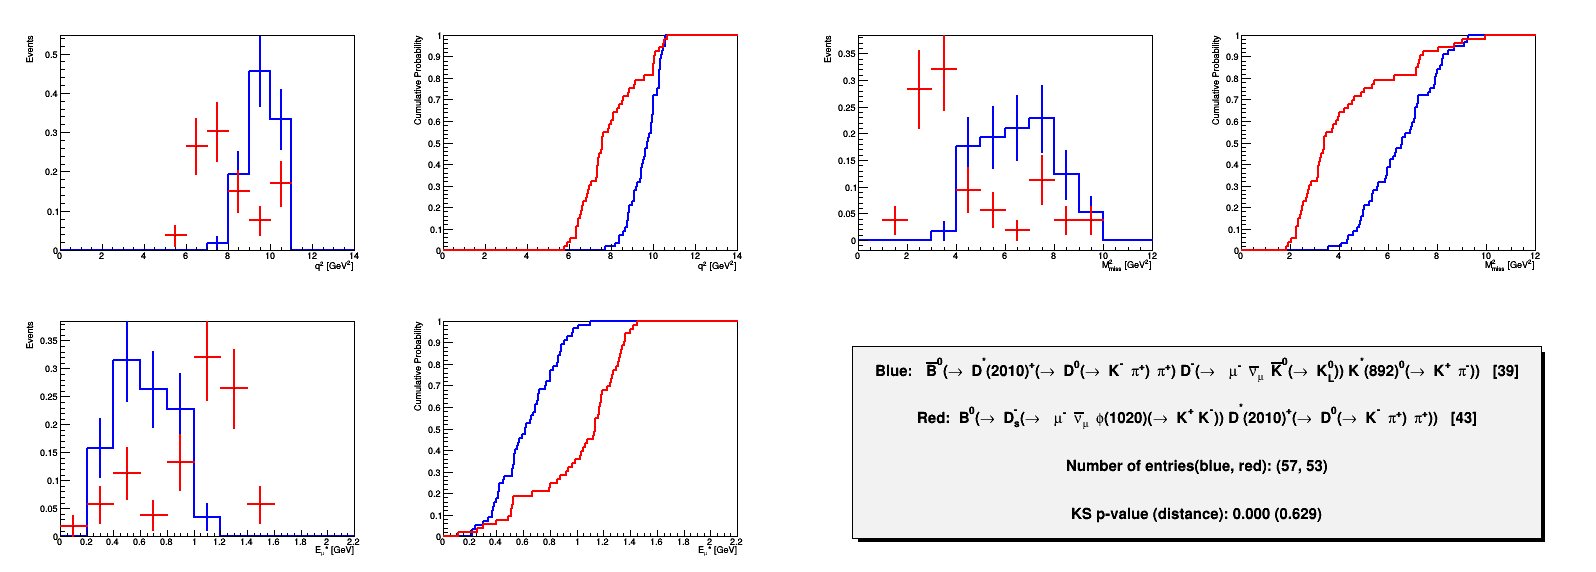 Events
0.5
0.4
0.3
0.2
0.1
0
0 2 4 6 8 10 12 14
q² [GeV²]
Cumulative Probability
1
0.9
0.8
0.7
0.6
0.5
0.4
0.3
0.2
0.1
0
0 2 4 6 8 10 12 14
q² [GeV²]
Events
0.35
0.3
0.25
0.2
0.15
0.1
0.05
0
0 2 4 6 8 10 12
M²miss [GeV²]
Cumulative Probability
1
0.9
0.8
0.7
0.6
0.5
0.4
0.3
0.2
0.1
0
0 2 4 6 8 10 12
M²miss [GeV²]
Events
0.35
0.3
0.25
0.2
0.15
0.1
0.05
0
0 0.2 0.4 0.6 0.8 1 1.2 1.4 1.6 1.8 2 2.2
Eμ* [GeV]
Cumulative Probability
1
0.9
0.8
0.7
0.6
0.5
0.4
0.3
0.2
0.1
0
0 0.2 0.4 0.6 0.8 1 1.2 1.4 1.6 1.8 2 2.2
Eμ* [GeV]
Blue: B̅⁰(→ D*(2010)⁺(→ D⁰(→ K⁻ π⁺) π⁺) D⁻(→ μ⁻ ν̅μ K̅⁰(→ K⁰L)) K*(892)⁰(→ K⁺ π⁻)) [39]
Red: B⁰(→ Ds⁻(→ μ⁻ ν̅μ ϕ(1020)(→ K⁺ K⁻)) D*(2010)⁺(→ D⁰(→ K⁻ π⁺) π⁺)) [43]
Number of entries(blue, red): (57, 53)
KS p-value (distance): 0.000 (0.629)